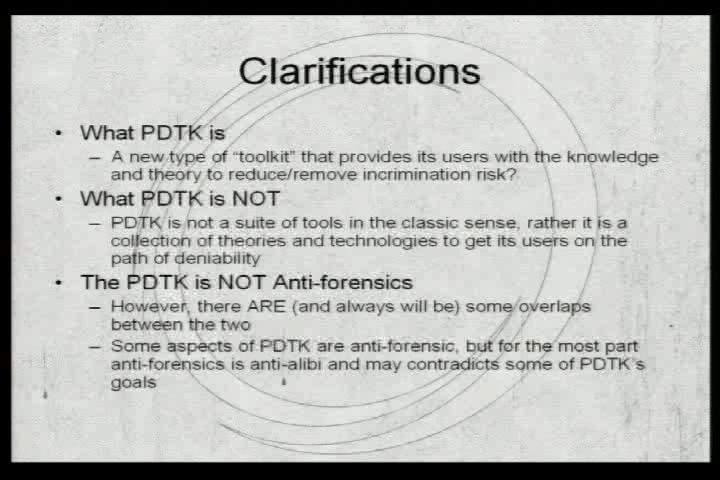 Clarifications
• What PDTK is
– A new type of "toolkit" that provides its users with the knowledge
and theory to reduce/remove incrimination risk?
• What PDTK is NOT
– PDTK is not a suite of tools in the classic sense, rather it is a
collection of theories and technologies to get its users on the
path of deniability
• The PDTK is NOT Anti-forensics
– However, there ARE (and always will be) some overlaps
between the two
– Some aspects of PDTK are anti-forensic, but for the most part
anti-forensics is anti-alibi and may contradicts some of PDTK's
goals